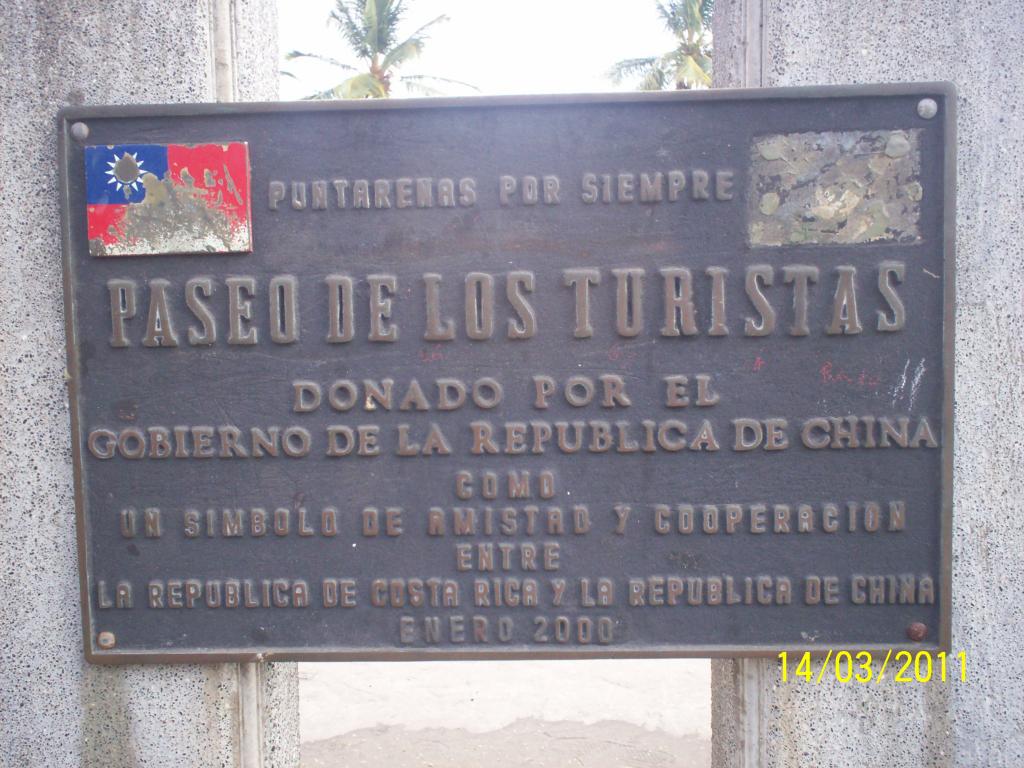 PUNTARENAS POR SIEMPRE
PASEO DE LOS TURISTAS
DONADO POR EL
GOBIERNO DE LA REPUBLICA DE CHINA
COMO
UN SIMBOLO DE AMISTAD Y COOPERACION
ENTRE
LA REPUBLICA DE COSTA RICA Y LA REPUBLICA DE CHINA
ENERO 2000
14/03/2011